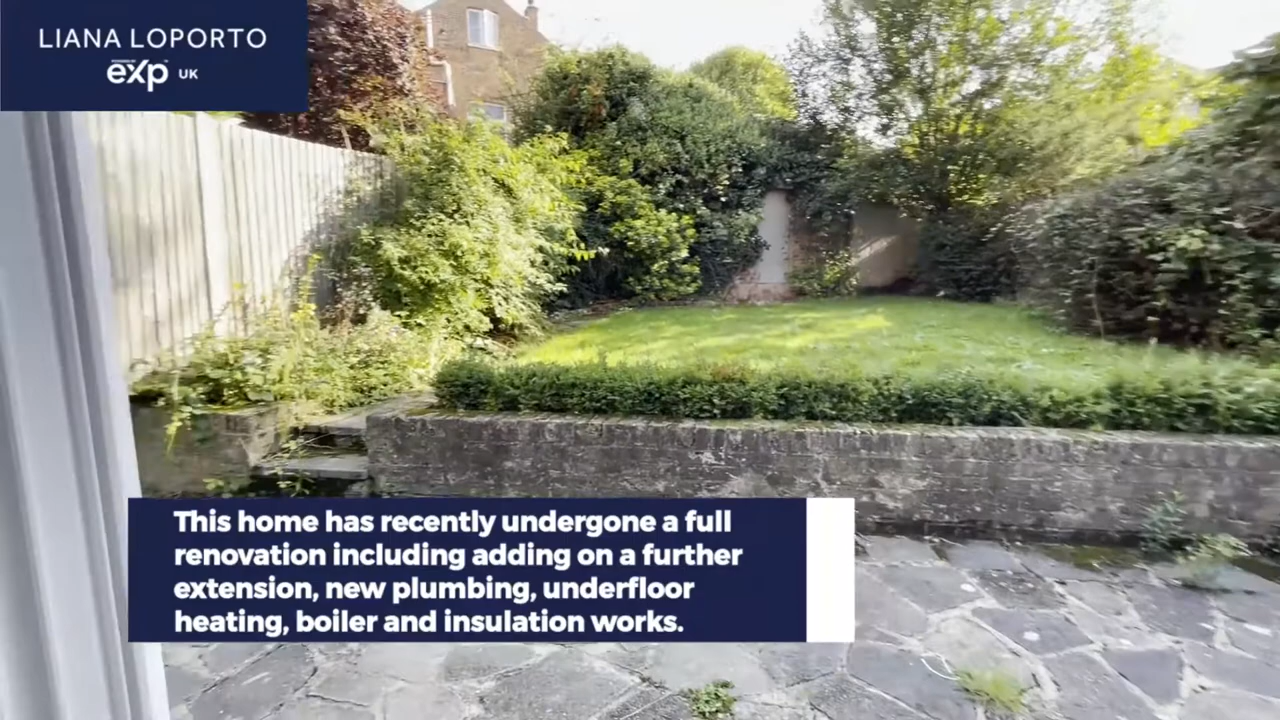 LIANA LOPORTO
exp UK
This home has recently undergone a full
renovation including adding on a further
extension, new plumbing, underfloor
heating, boiler and insulation works.